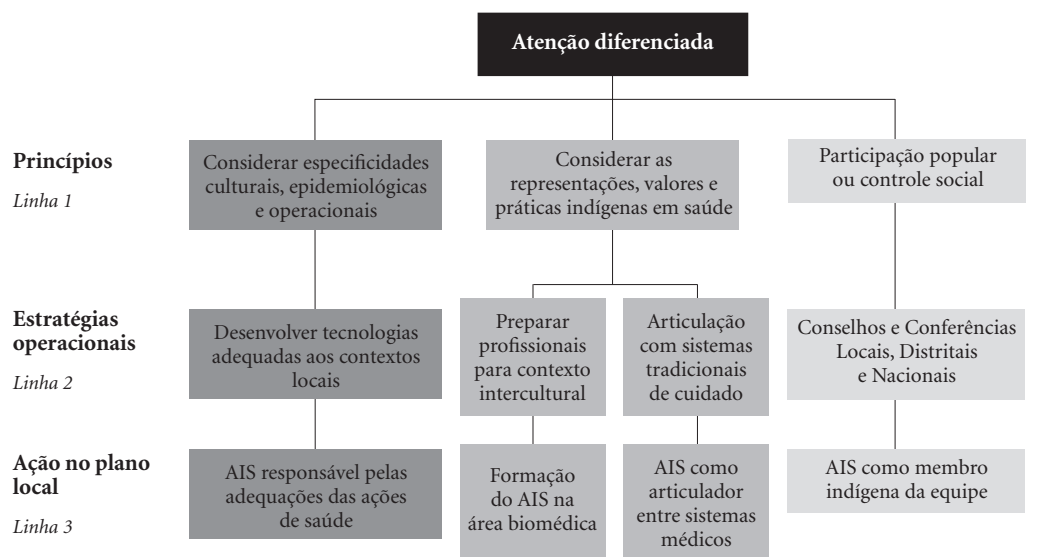 Atenção diferenciada
Princípios
Linha 1
Considerar especificidades
culturais, epidemiológicas
e operacionais
Considerar as
representações, valores e
práticas indígenas em saúde
Participação popular
ou controle social
Estratégias
operacionais
Linha 2
Desenvolver tecnologias
adequadas aos contextos
locais
Preparar
profissionais
para contexto
intercultural
Articulação
com sistemas
tradicionais
de cuidado
Conselhos e Conferências
Locais, Distritais
e Nacionais
Ação no plano
local
Linha 3
AIS responsável pelas
adequações das ações
de saúde
Formação
do AIS na
área biomédica
AIS como
articulador
entre sistemas
médicos
AIS como membro
indígena da equipe